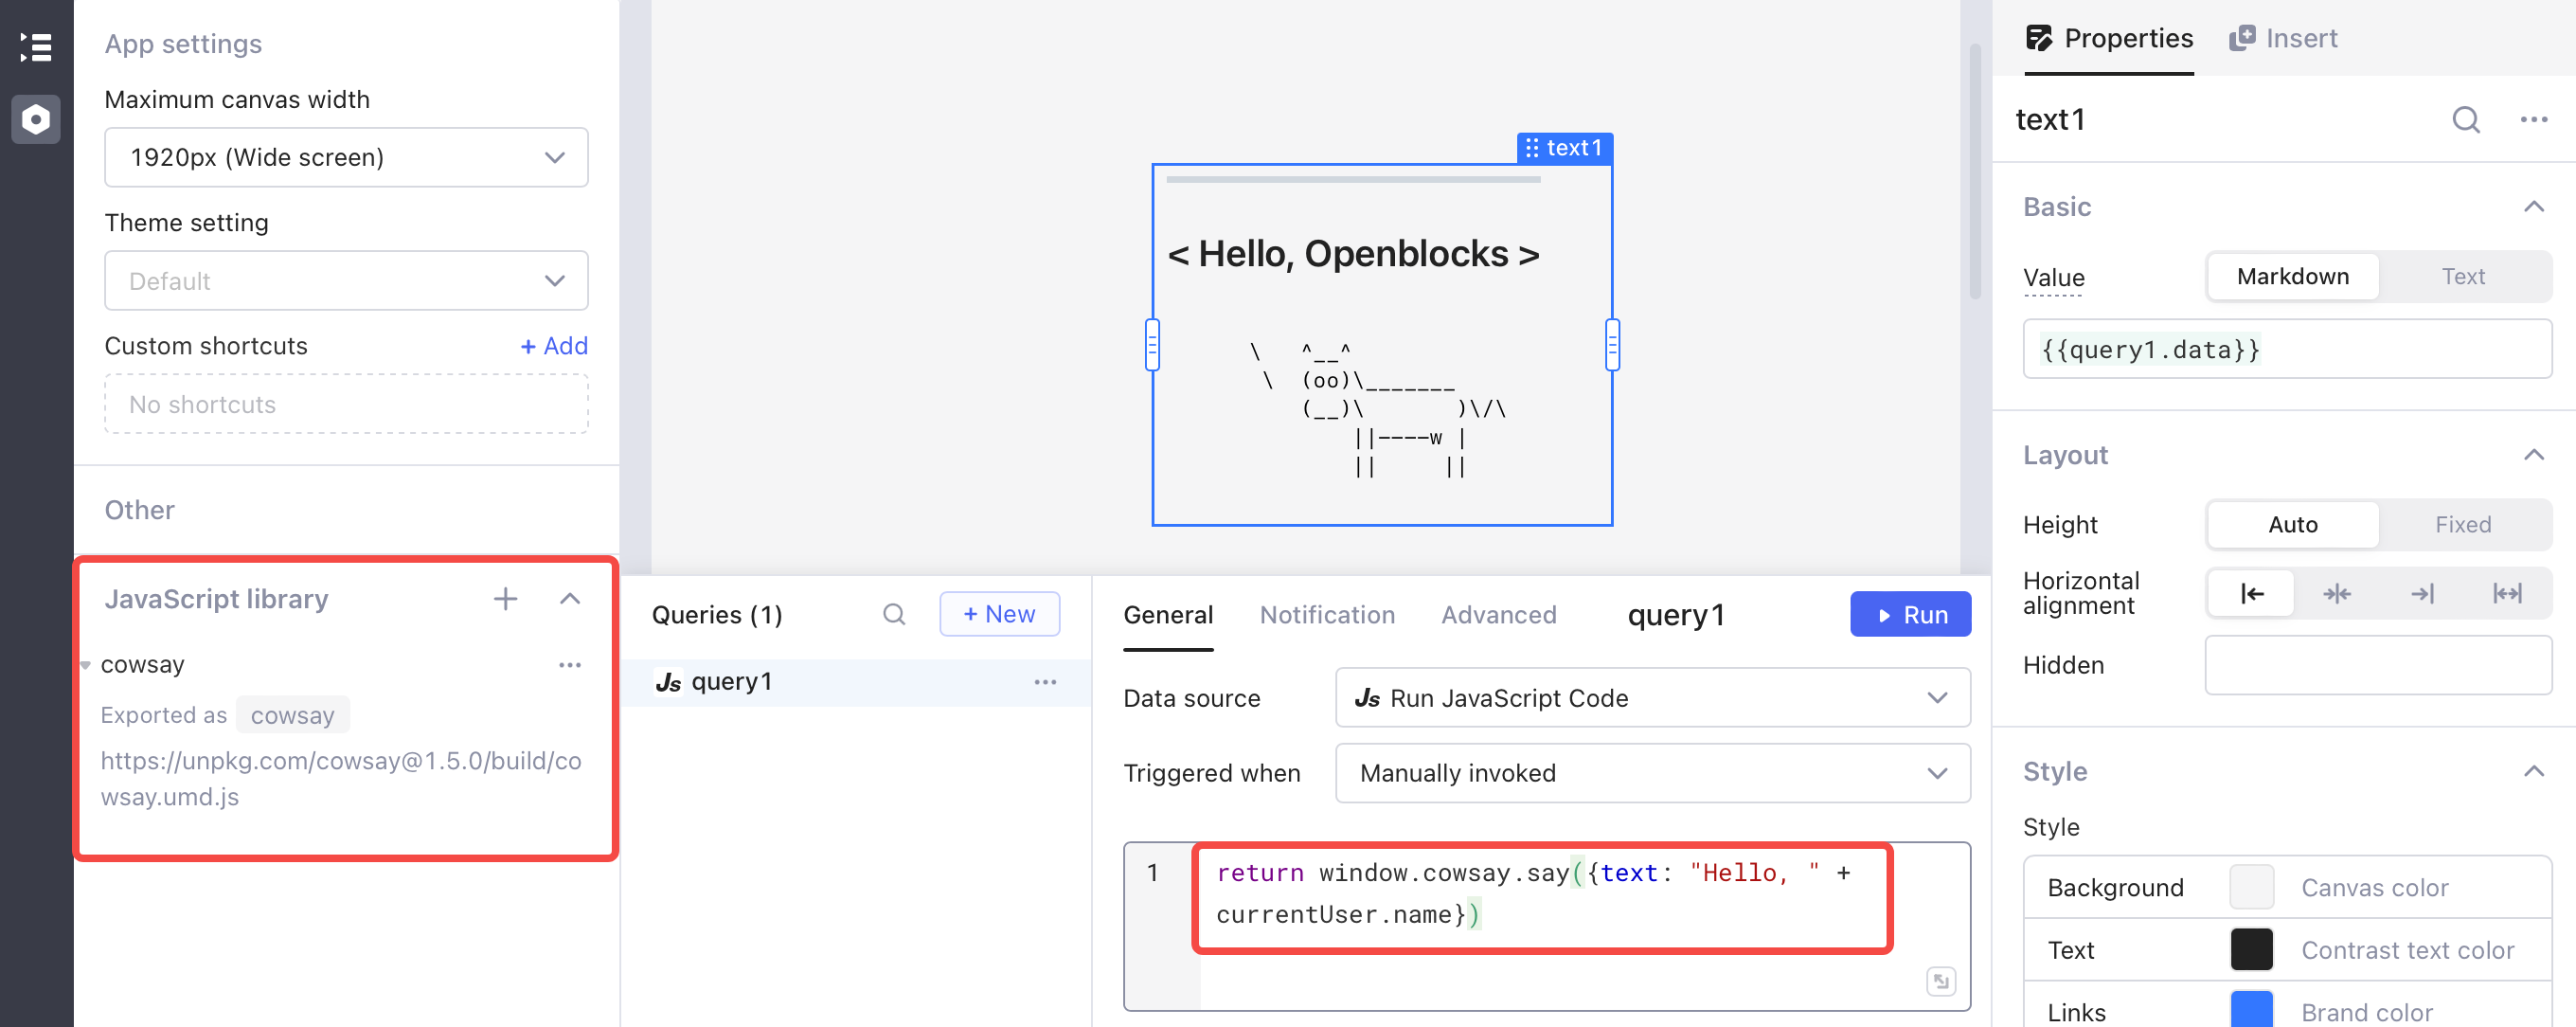 App settings
Maximum canvas width
1920px (Wide screen)
Theme setting
Default
Custom shortcuts
+ Add
No shortcuts
Other
JavaScript library
cowsay
Exported as cowsay
https://unpkg.com/cowsay@1.5.0/build/co
wsay.umd.js
text1
< Hello, Openblocks >
\   ^__^
 \  (oo)\_______
    (__)\       )\/\
        ||----w |
        ||     ||
Queries (1)
+ New
JS query1
General
Notification
Advanced
query1
Run
Data source
JS Run JavaScript Code
Triggered when
Manually invoked
1
return window.cowsay.say({text: "Hello, " +
currentUser.name})
Properties
Insert
text1
Basic
Value
Markdown
Text
{{query1.data}}
Layout
Height
Auto
Fixed
Horizontal
alignment
Hidden
Style
Style
Background
Canvas color
Text
Contrast text color
Links
Brand color